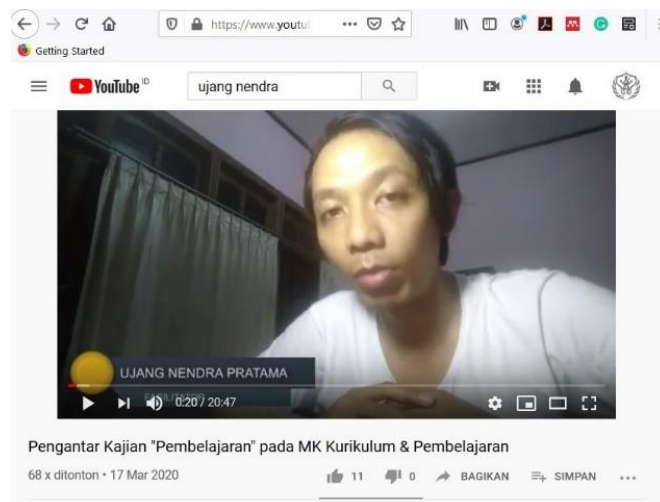 https://www.youtu
Getting Started
YouTube ID
ujang nendra
UJANG NENDRA PRATAMA
FASILITATOR
0:20 / 20:47
Pengantar Kajian "Pembelajaran" pada MK Kurikulum & Pembelajaran
68 x ditonton • 17 Mar 2020
11
0
BAGIKAN
SIMPAN